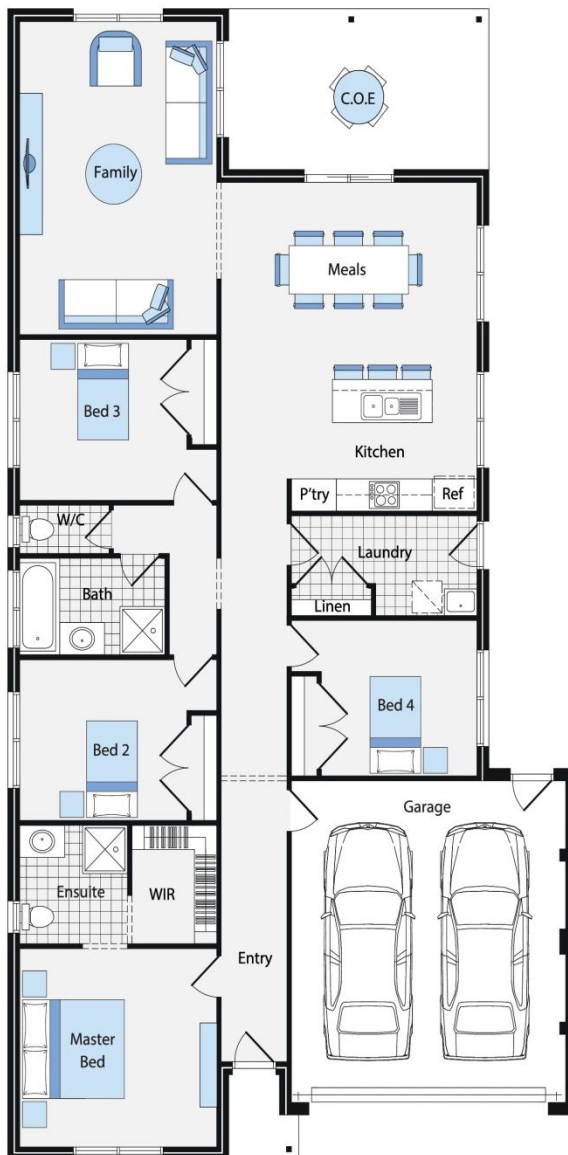 C.O.E
Family
Meals
Bed 3
Kitchen
P'try
Ref
W/C
Laundry
Bath
Linen
Bed 4
Bed 2
Garage
Ensuite
WIR
Entry
Master
Bed